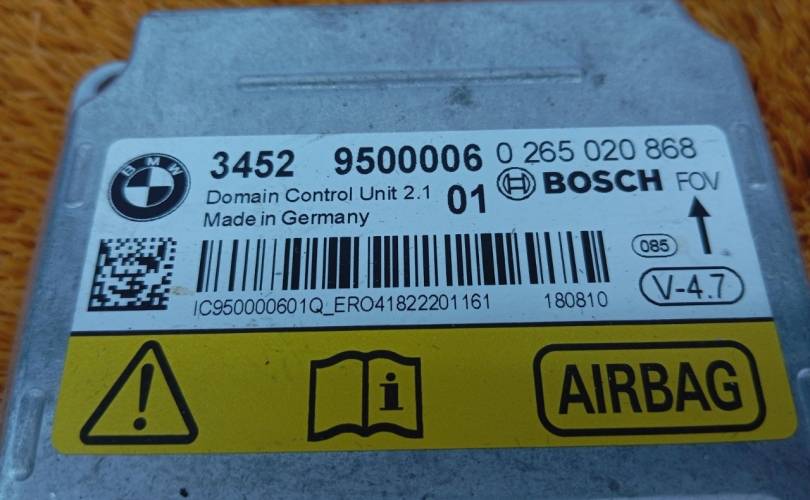 BMW
3452 9500006 0 265 020 868
Domain Control Unit 2.1 01 BOSCH FOV
Made in Germany
085
V-4.7
IC950000601Q_ERO41822201161 180810
i
AIRBAG